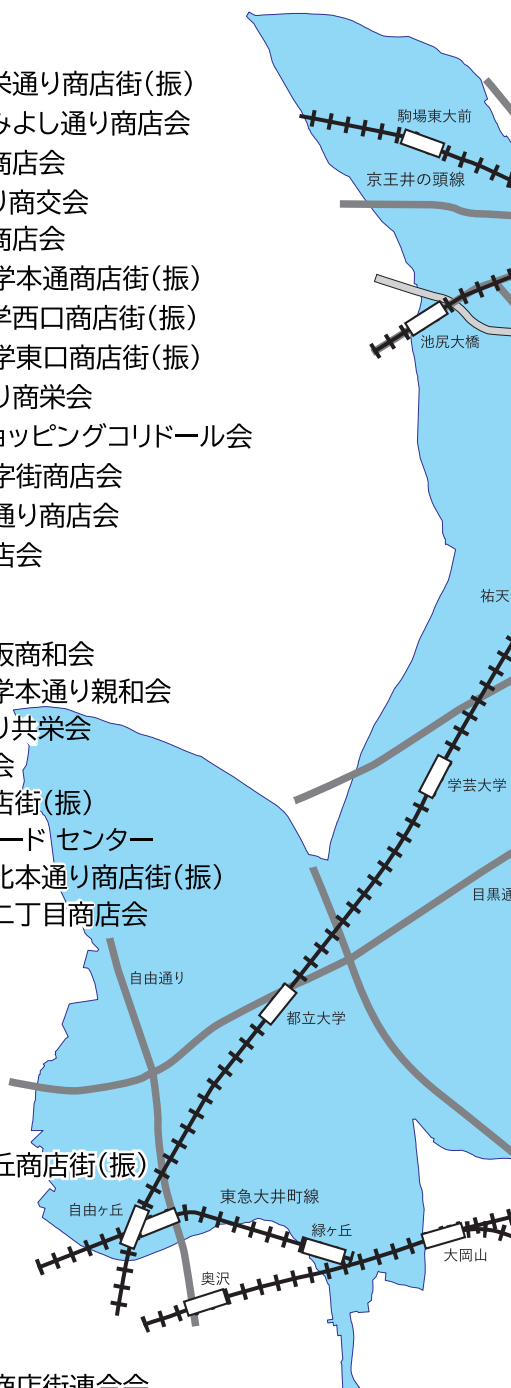 栄通り商店街（振）
みよし通り商店会
商店会
り商交会
商店会
学本通商店街（振）
学西口商店街（振）
学東口商店街（振）
り商栄会
ョッピングコリドール会
字街商店会
通り商店会
店会
坂商和会
学本通り親和会
り共栄会
会
店街（振）
ード センター
北本通り商店街（振）
二丁目商店会
丘商店街（振）
商店街連合会
駒場東大前
京王井の頭線
池尻大橋
祐天
学芸大学
目黒通
自由通り
都立大学
自由ヶ丘
東急大井町線
緑ヶ丘
大岡山
奥沢